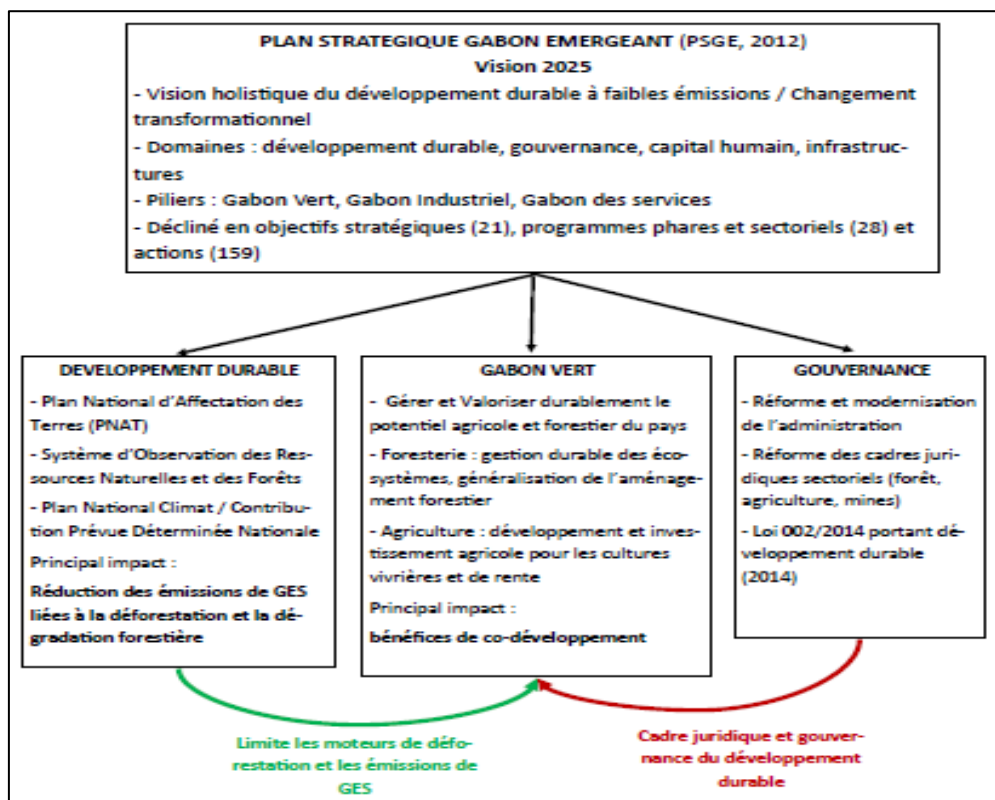 PLAN STRATEGIQUE GABON EMERGEANT (PSGE, 2012)
Vision 2025
- Vision holistique du développement durable à faibles émissions / Changement
transformationnel
- Domaines : développement durable, gouvernance, capital humain, infrastruc-
tures
- Piliers : Gabon Vert, Gabon Industriel, Gabon des services
- Décliné en objectifs stratégiques (21), programmes phares et sectoriels (28) et
actions (159)
DEVELOPPEMENT DURABLE
- Plan National d'Affectation des
Terres (PNAT)
- Système d'Observation des Res-
sources Naturelles et des Forêts
- Plan National Climat / Contribu-
tion Prévue Déterminée Nationale
Principal impact :
Réduction des émissions de GES
liées à la déforestation et la dé-
gradation forestière
GABON VERT
- Gérer et Valoriser durablement le
potentiel agricole et forestier du pays
- Foresterie : gestion durable des éco-
systèmes, généralisation de l'aménage-
ment forestier
- Agriculture : développement et inves-
tissement agricole pour les cultures
vivrières et de rente
Principal impact :
bénéfices de co-développement
GOUVERNANCE
- Réforme et modernisation
de l'administration
- Réforme des cadres juri-
diques sectoriels (forêt,
agriculture, mines)
- Loi 002/2014 portant dé-
veloppement durable
(2014)
Limite les moteurs de défo-
restation et les émissions de
GES
Cadre juridique et gouver-
nance du développement
durable